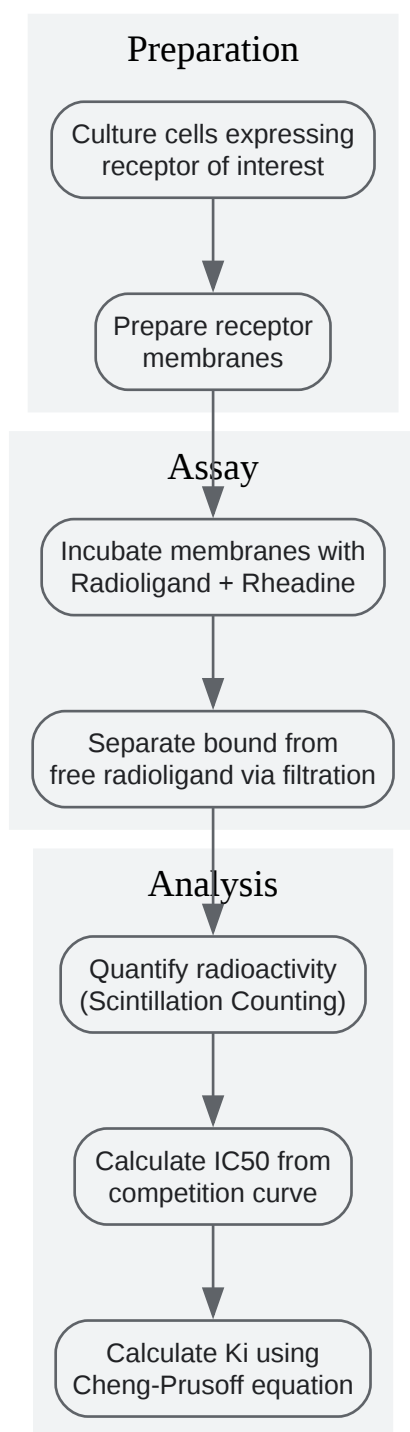 Preparation
Culture cells expressing
receptor of interest
Prepare receptor
membranes
Assay
Incubate membranes with
Radioligand + Rheadine
Separate bound from
free radioligand via filtration
Analysis
Quantify radioactivity
(Scintillation Counting)
Calculate IC50 from
competition curve
Calculate Ki using
Cheng-Prusoff equation